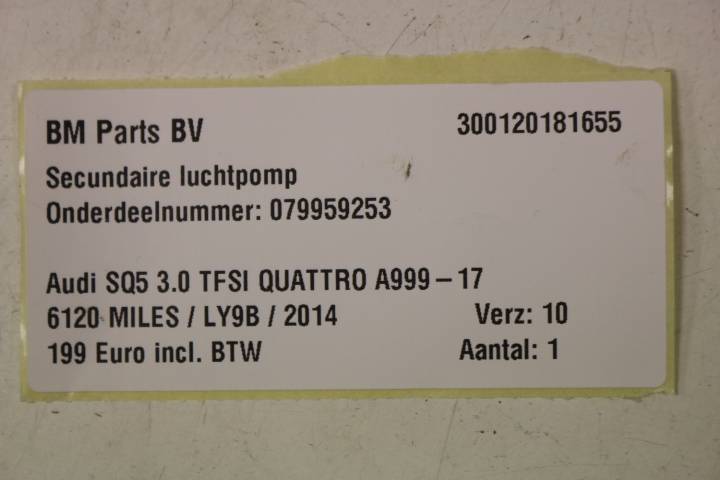 BM Parts BV 300120181655
Secundaire luchtpomp
Onderdeelnummer: 079959253
Audi SQ5 3.0 TFSI QUATTRO A999-17
6120 MILES / LY9B / 2014 Verz: 10
199 Euro incl. BTW Aantal: 1